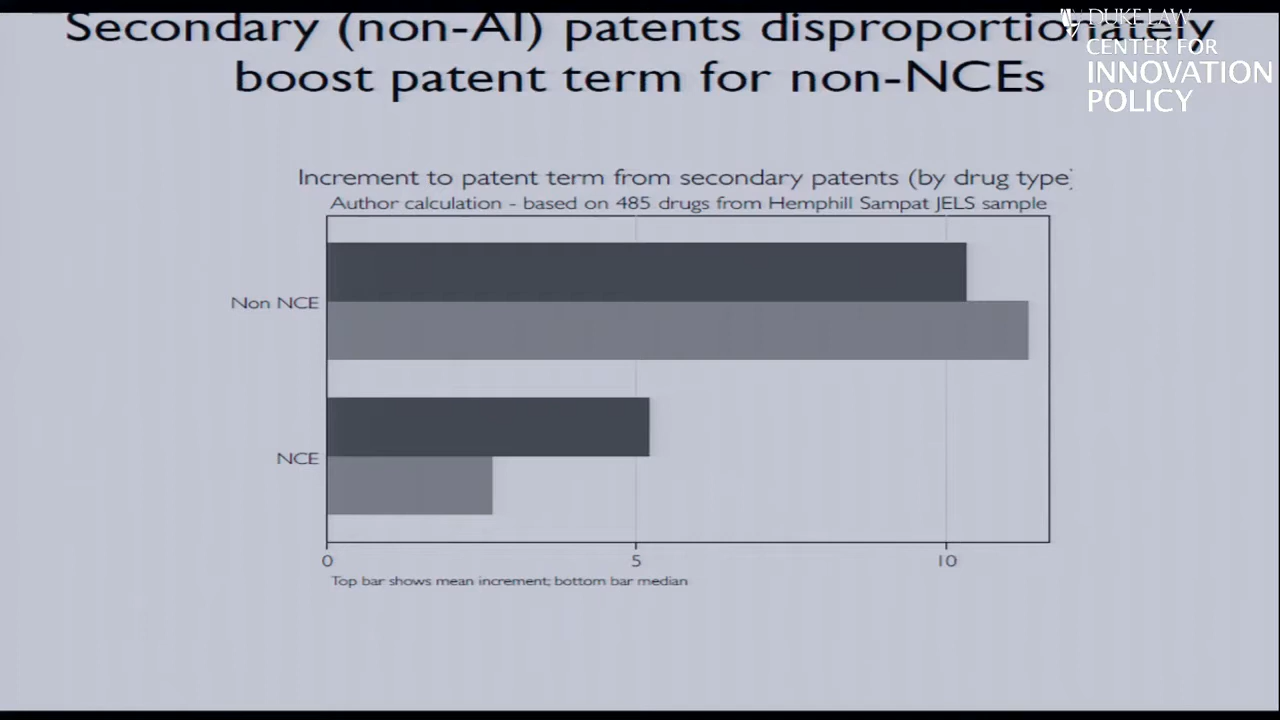 Secondary (non-AI) patents disproportionately
boost patent term for non-NCEs
DUKE LAW
CENTER FOR
INNOVATION
POLICY
Increment to patent term from secondary patents (by drug type)
Author calculation - based on 485 drugs from Hemphill Sampat JELS sample
Non NCE
NCE
0 5 10
Top bar shows mean increment; bottom bar median